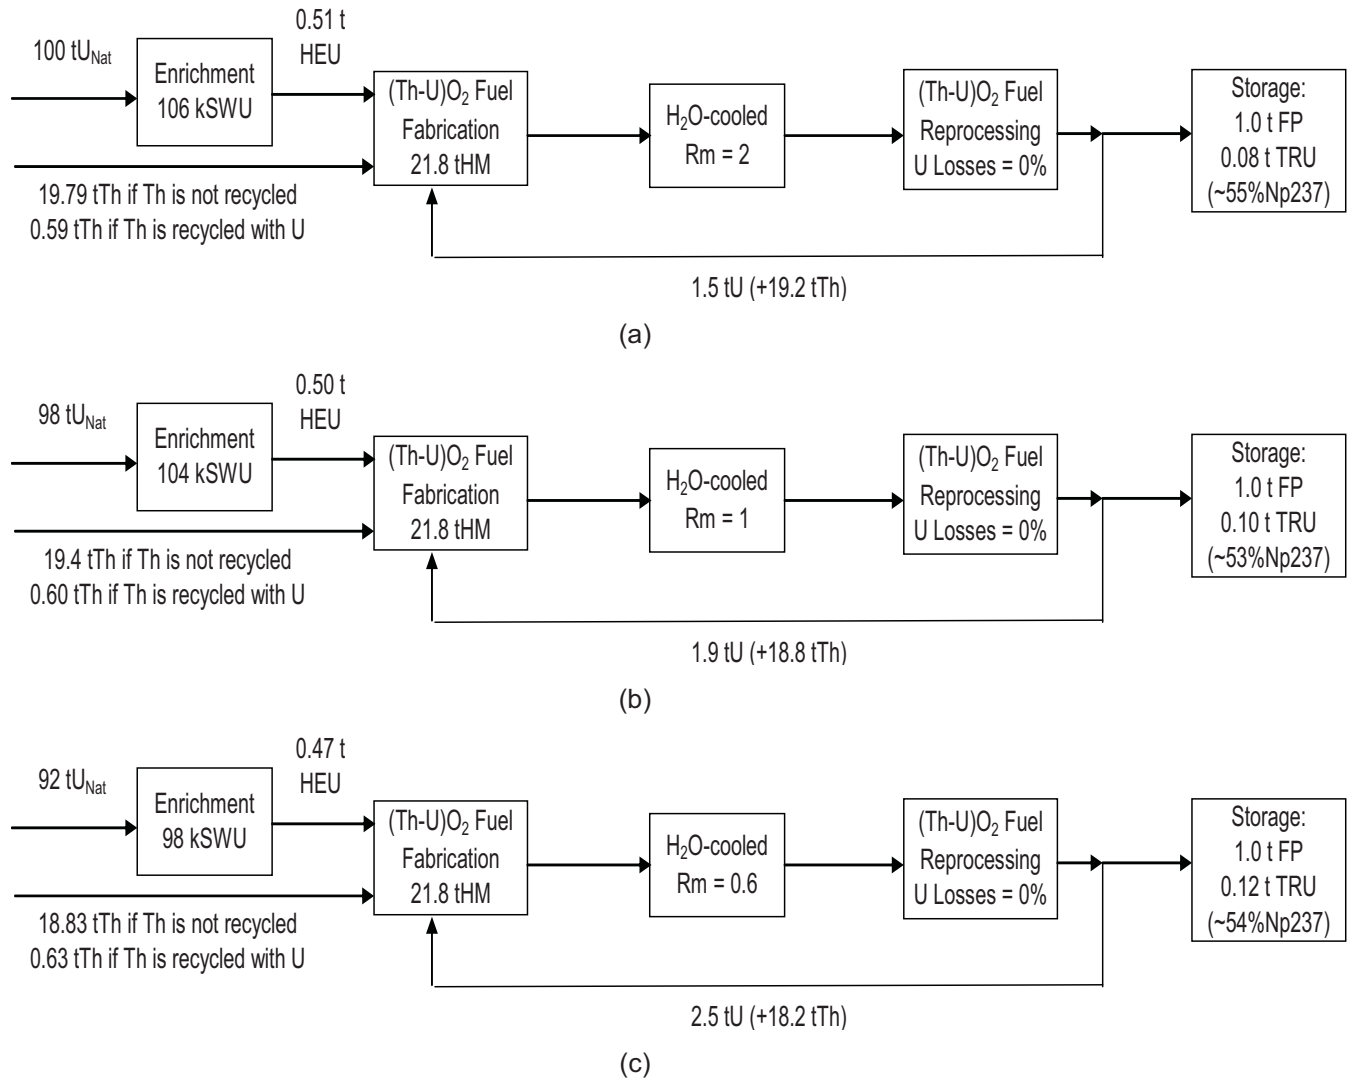 100 tU_Nat
Enrichment
106 kSWU
0.51 t
HEU
19.79 tTh if Th is not recycled
0.59 tTh if Th is recycled with U
(Th-U)O₂ Fuel
Fabrication
21.8 tHM
H₂O-cooled
Rm = 2
(Th-U)O₂ Fuel
Reprocessing
U Losses = 0%
Storage:
1.0 t FP
0.08 t TRU
(~55%Np237)
1.5 tU (+19.2 tTh)
(a)
98 tU_Nat
Enrichment
104 kSWU
0.50 t
HEU
19.4 tTh if Th is not recycled
0.60 tTh if Th is recycled with U
(Th-U)O₂ Fuel
Fabrication
21.8 tHM
H₂O-cooled
Rm = 1
(Th-U)O₂ Fuel
Reprocessing
U Losses = 0%
Storage:
1.0 t FP
0.10 t TRU
(~53%Np237)
1.9 tU (+18.8 tTh)
(b)
92 tU_Nat
Enrichment
98 kSWU
0.47 t
HEU
18.83 tTh if Th is not recycled
0.63 tTh if Th is recycled with U
(Th-U)O₂ Fuel
Fabrication
21.8 tHM
H₂O-cooled
Rm = 0.6
(Th-U)O₂ Fuel
Reprocessing
U Losses = 0%
Storage:
1.0 t FP
0.12 t TRU
(~54%Np237)
2.5 tU (+18.2 tTh)
(c)